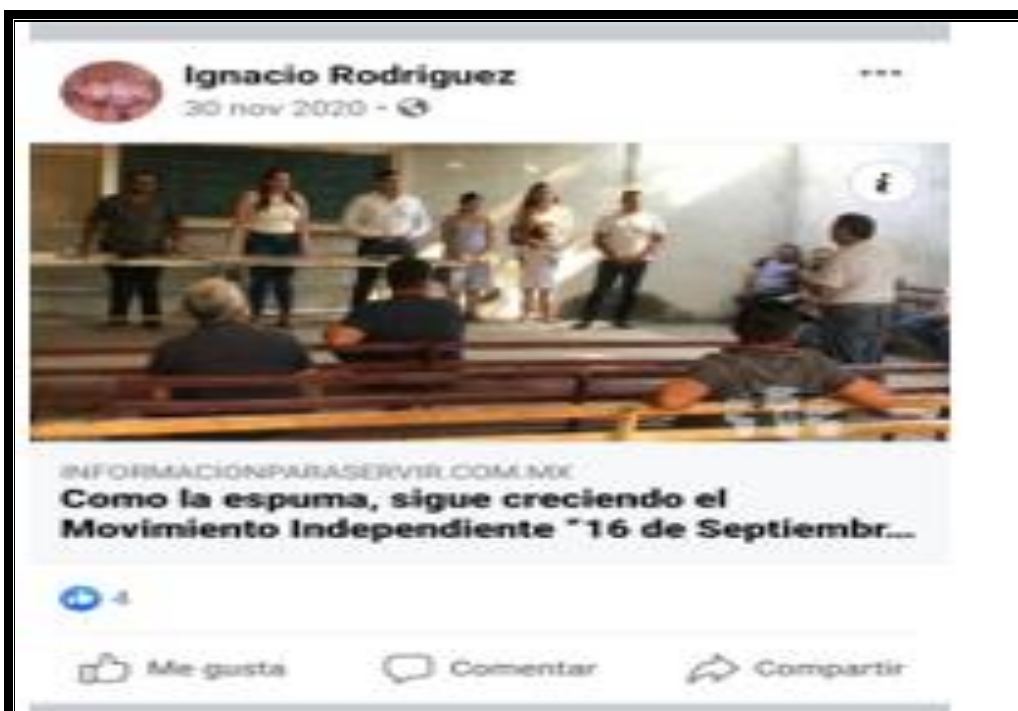 Ignacio Rodriguez
30 nov 2020 -
INFORMACIONPARASERVIR.COM.MX
Como la espuma, sigue creciendo el
Movimiento Independiente "16 de Septiembr...
4
Me gusta
Comentar
Compartir